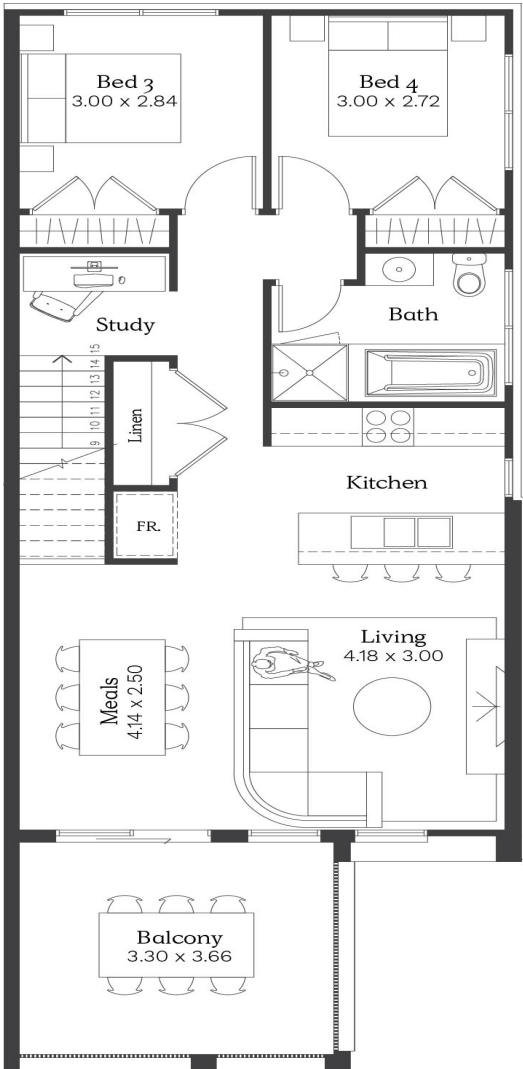 Bed 3
3.00 x 2.84
Bed 4
3.00 x 2.72
Study
Bath
15
14
13
12
11
10
9
Linen
Kitchen
FR.
Living
4.18 x 3.00
Meals
4.14 x 2.50
Balcony
3.30 x 3.66